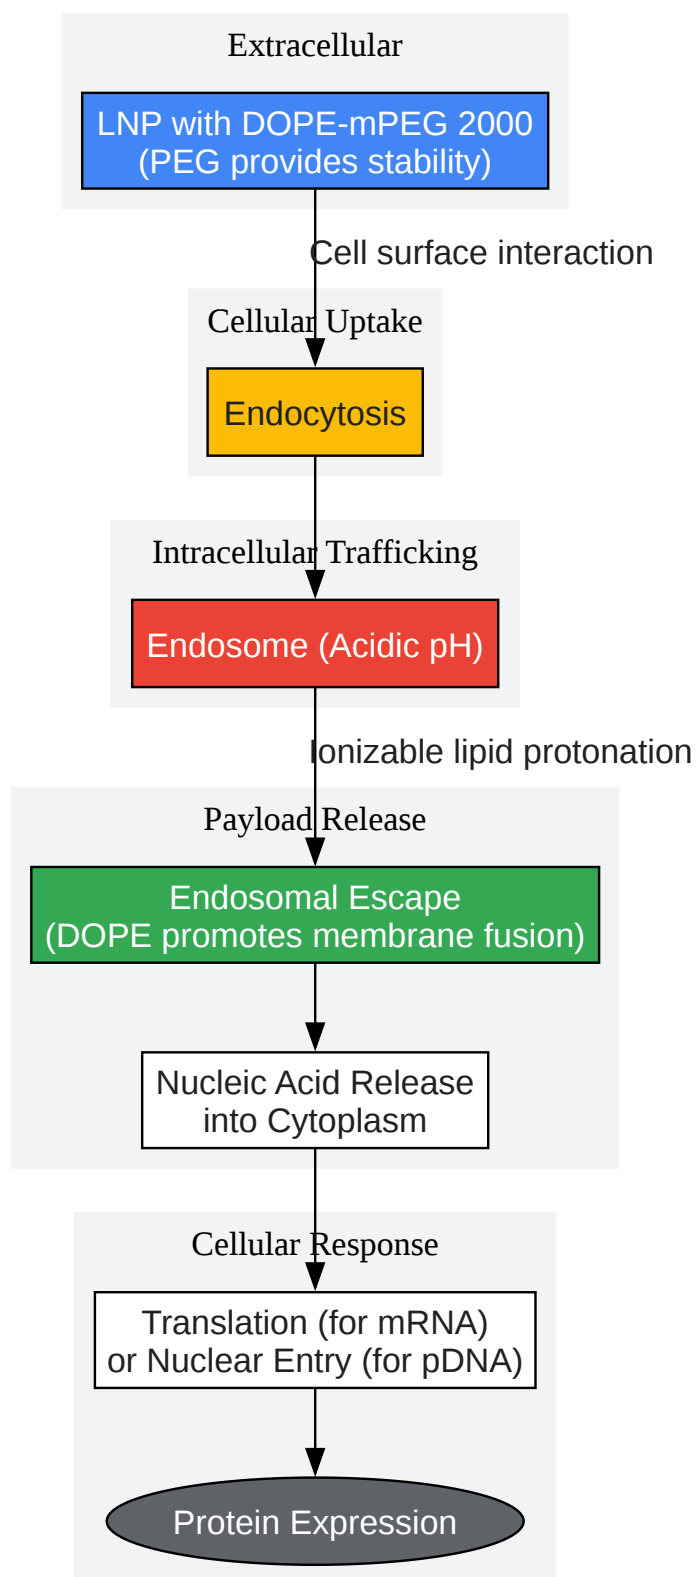 Extracellular
LNP with DOPE-mPEG 2000
(PEG provides stability)
Cell surface interaction
Cellular Uptake
Endocytosis
Intracellular Trafficking
Endosome (Acidic pH)
Ionizable lipid protonation
Payload Release
Endosomal Escape
(DOPE promotes membrane fusion)
Nucleic Acid Release
into Cytoplasm
Cellular Response
Translation (for mRNA)
or Nuclear Entry (for pDNA)
Protein Expression